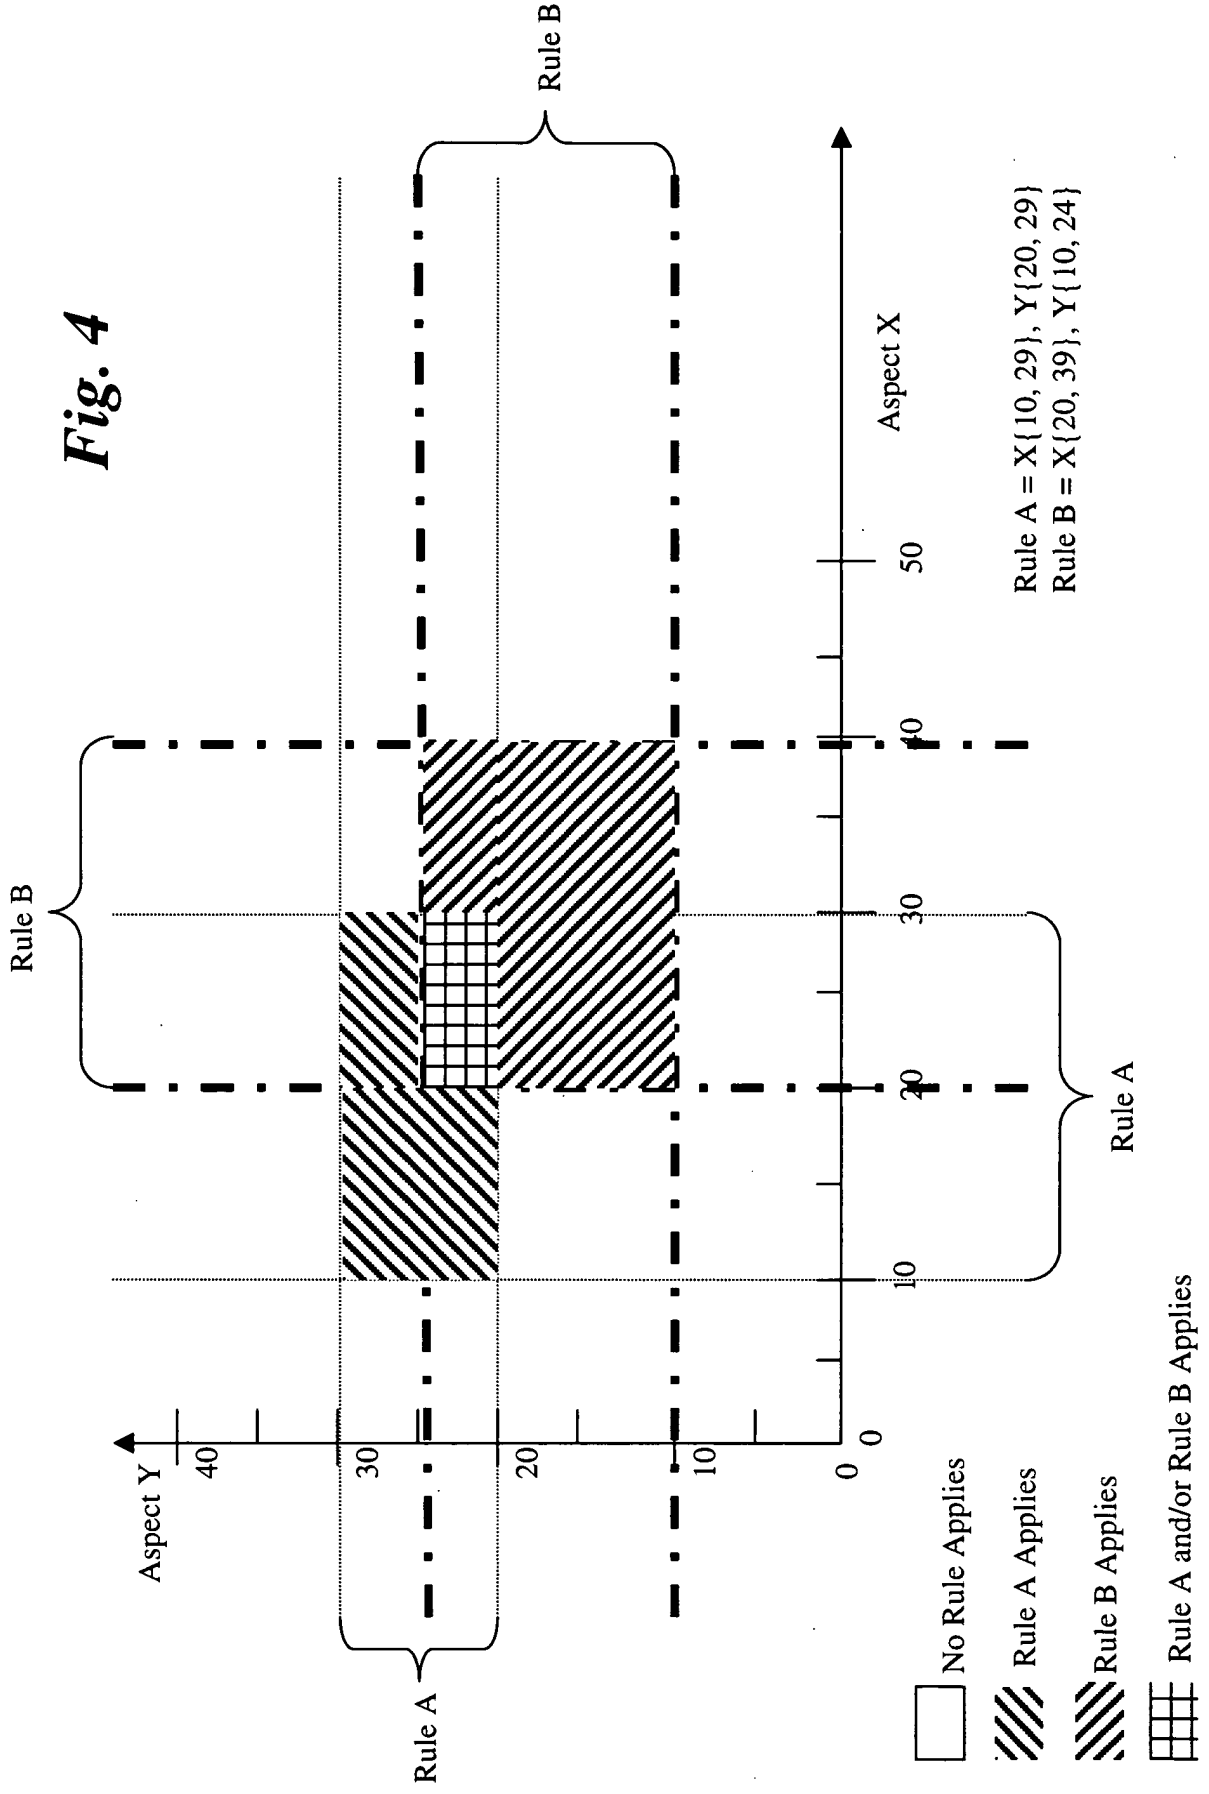 Fig. 4
Rule B
Aspect Y
40
30
20
10
0
Rule A
Rule B
0
10
20
30
40
50
Aspect X
Rule A
No Rule Applies
Rule A Applies
Rule B Applies
Rule A and/or Rule B Applies
Rule A = X{10, 29}, Y{20, 29}
Rule B = X{20, 39}, Y{10, 24}